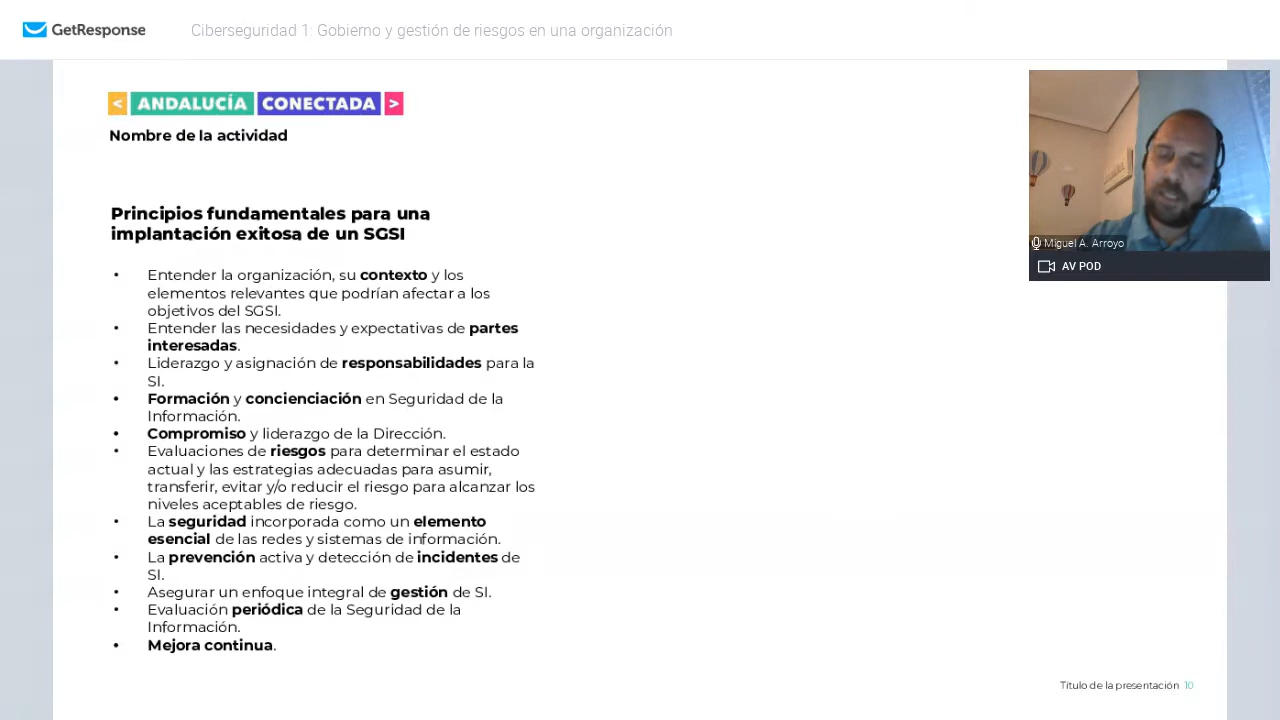 GetResponse
Ciberseguridad 1: Gobierno y gestión de riesgos en una organización
< ANDALUCÍA CONECTADA >
Nombre de la actividad
Principios fundamentales para una
implantación exitosa de un SGSI
• Entender la organización, su contexto y los
elementos relevantes que podrían afectar a los
objetivos del SGSI.
• Entender las necesidades y expectativas de partes
interesadas.
• Liderazgo y asignación de responsabilidades para la
SI.
• Formación y concienciación en Seguridad de la
Información.
• Compromiso y liderazgo de la Dirección.
• Evaluaciones de riesgos para determinar el estado
actual y las estrategias adecuadas para asumir,
transferir, evitar y/o reducir el riesgo para alcanzar los
niveles aceptables de riesgo.
• La seguridad incorporada como un elemento
esencial de las redes y sistemas de información.
• La prevención activa y detección de incidentes de
SI.
• Asegurar un enfoque integral de gestión de SI.
• Evaluación periódica de la Seguridad de la
Información.
• Mejora continua.
Miguel A. Arroyo
AV POD
Título de la presentación 10